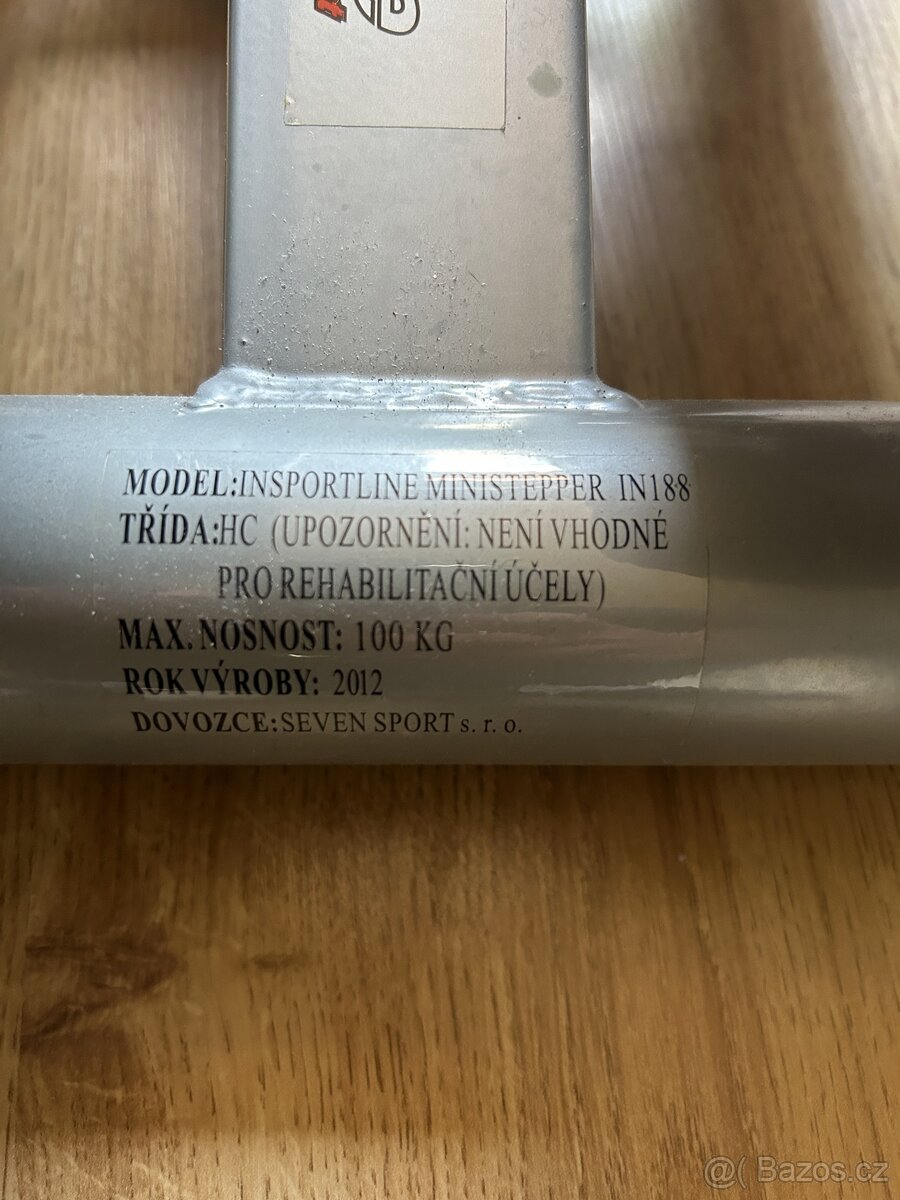 MODEL:INSPORTLINE MINISTEPPER IN188
TŘÍDA:HC (UPOZORNĚNÍ: NENÍ VHODNÉ
PRO REHABILITAČNÍ ÚČELY)
MAX. NOSNOST: 100 KG
ROK VÝROBY: 2012
DOVOZCE:SEVEN SPORT s. r. o.
@( Bazos.cz